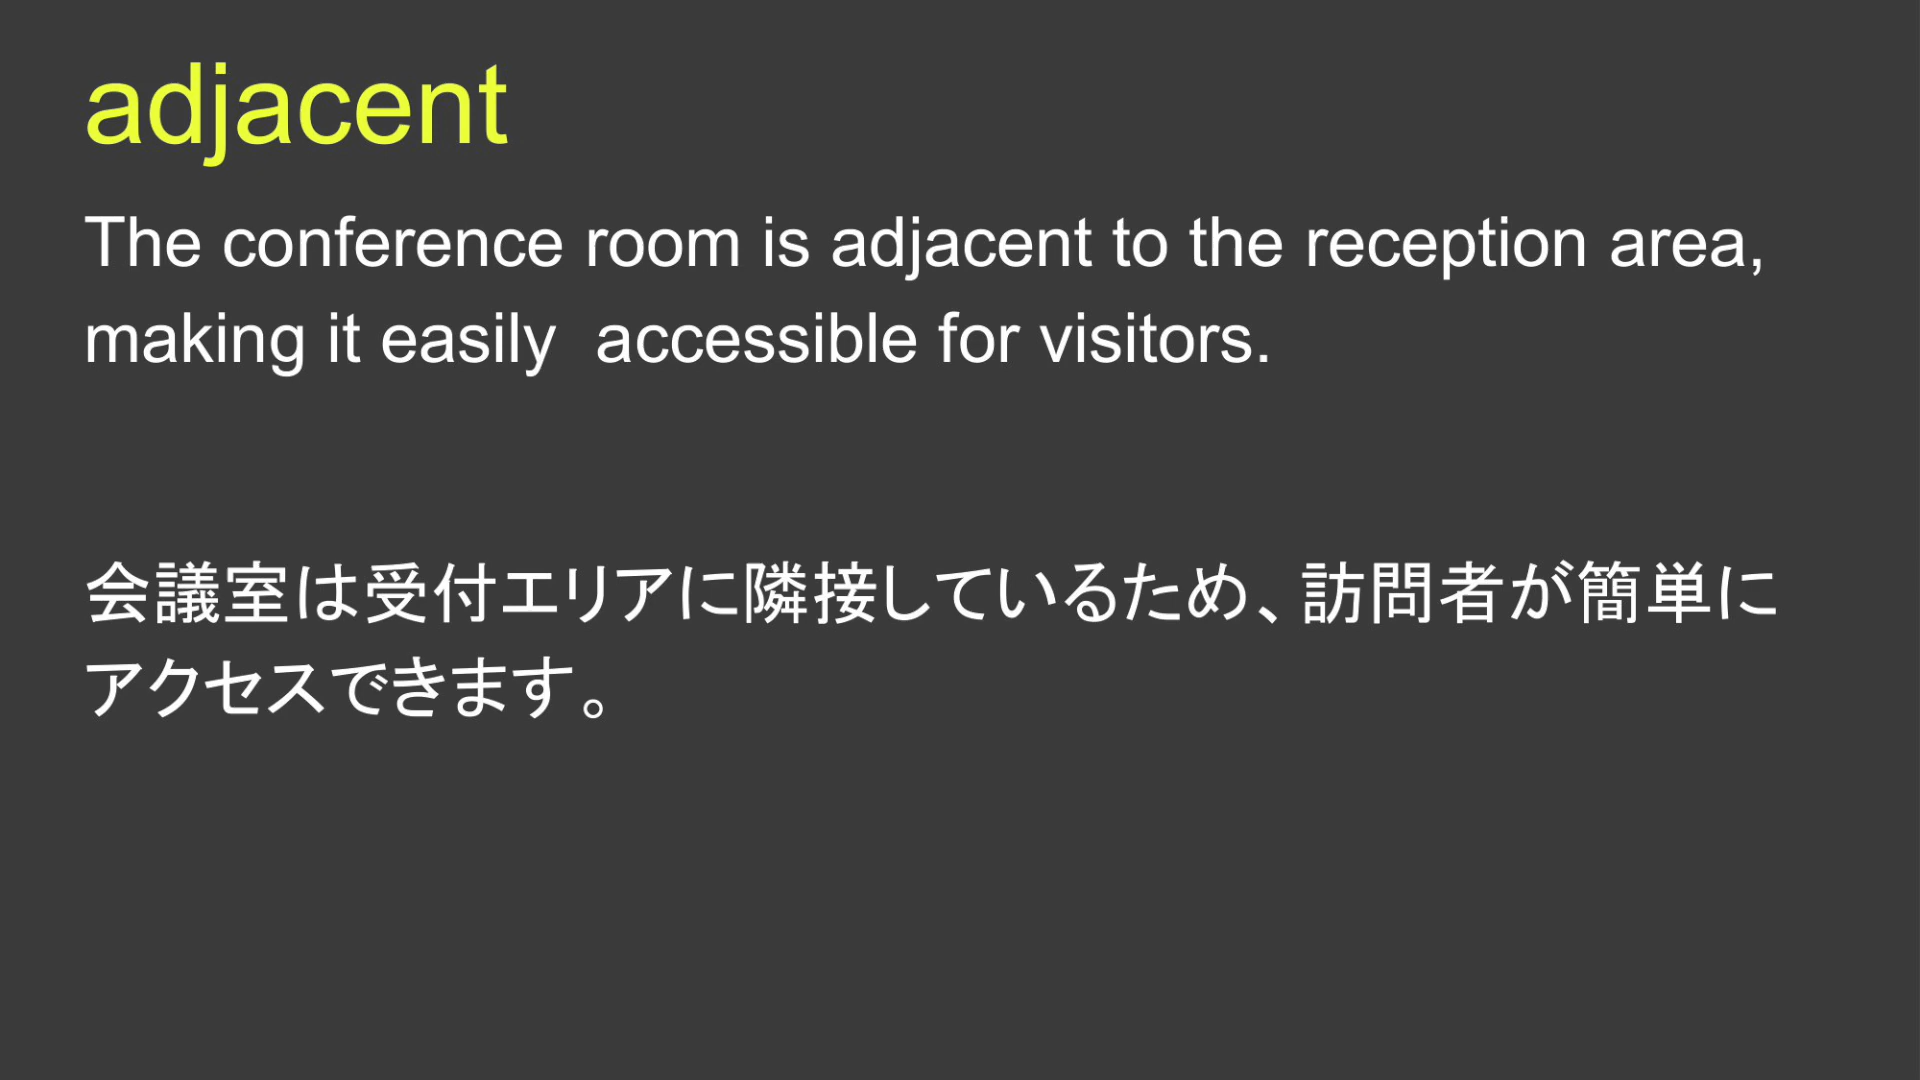 adjacent
The conference room is adjacent to the reception area,
making it easily  accessible for visitors.
会議室は受付エリアに隣接しているため、訪問者が簡単に
アクセスできます。